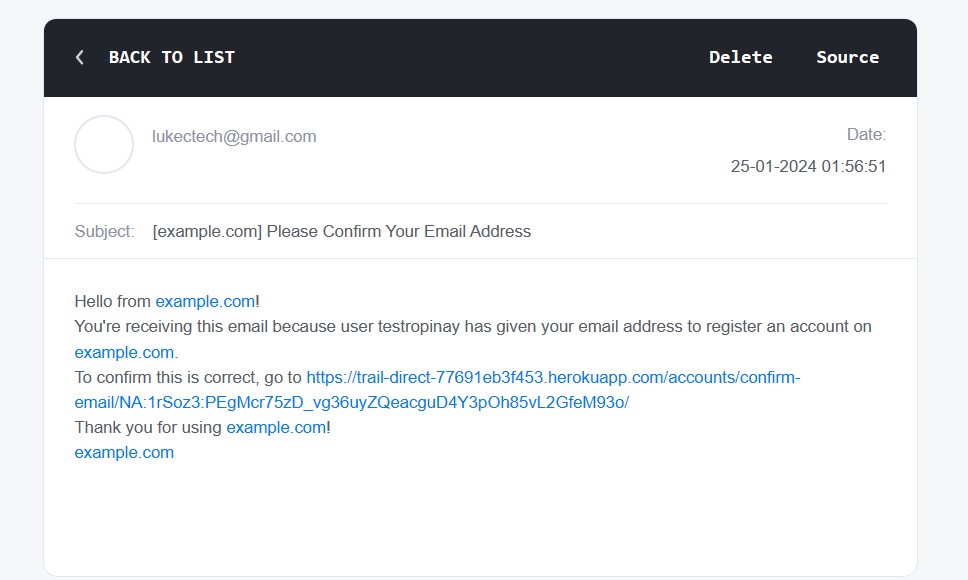 BACK TO LIST
Delete
Source
lukectech@gmail.com
Date:
25-01-2024 01:56:51
Subject: [example.com] Please Confirm Your Email Address
Hello from example.com!
You're receiving this email because user testropinay has given your email address to register an account on
example.com.
To confirm this is correct, go to https://trail-direct-77691eb3f453.herokuapp.com/accounts/confirm-
email/NA:1rSoz3:PEgMcr75zD_vg36uyZQeacguD4Y3pOh85vL2GfeM93o/
Thank you for using example.com!
example.com